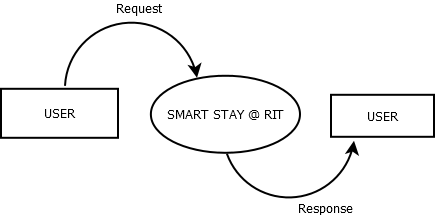 Request
USER
SMART STAY @ RIT
USER
Response